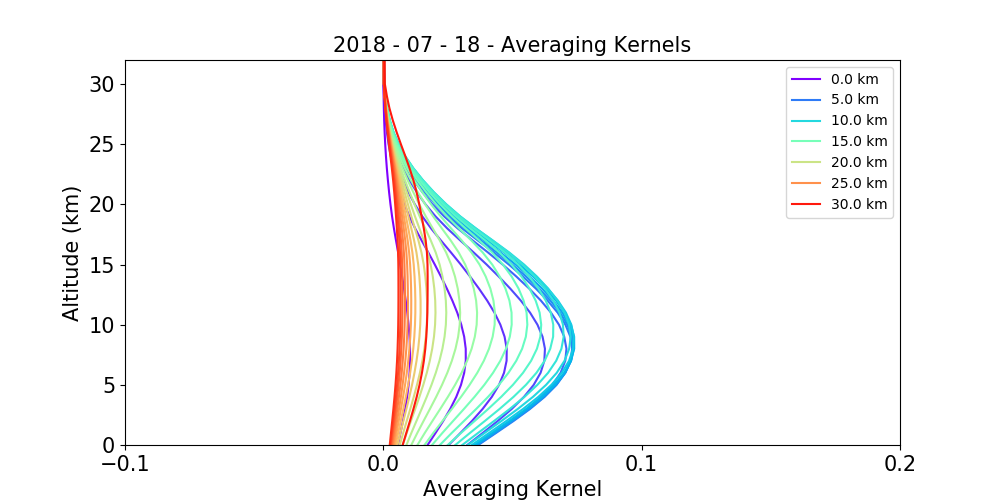 2018 - 07 - 18 - Averaging Kernels
30
25
20
15
10
5
0
Altitude (km)
0.0 km
5.0 km
10.0 km
15.0 km
20.0 km
25.0 km
30.0 km
−0.1 0.0 0.1 0.2
Averaging Kernel